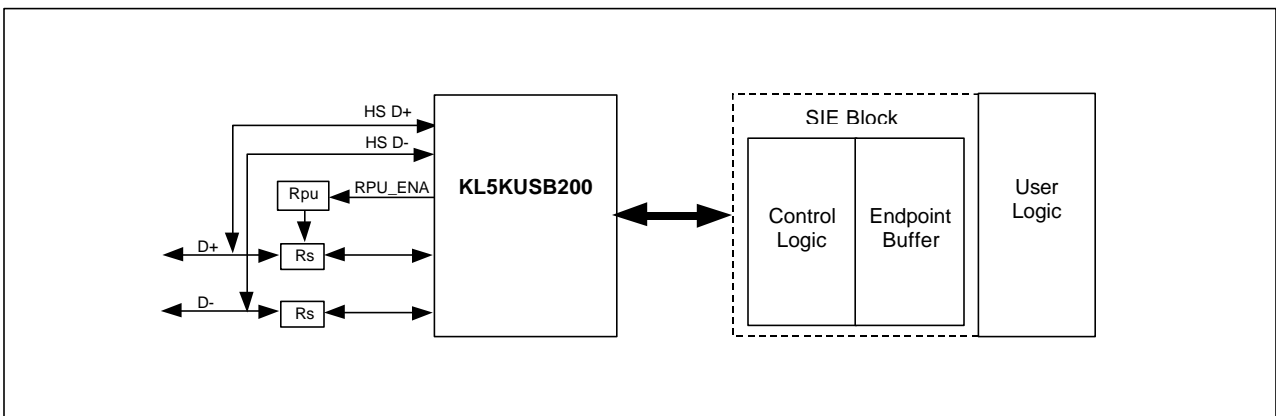 HS D+
HS D-
RPU_ENA
Rpu
D+
Rs
D-
Rs
KL5KUSB200
SIE Block
Control
Logic
Endpoint
Buffer
User
Logic